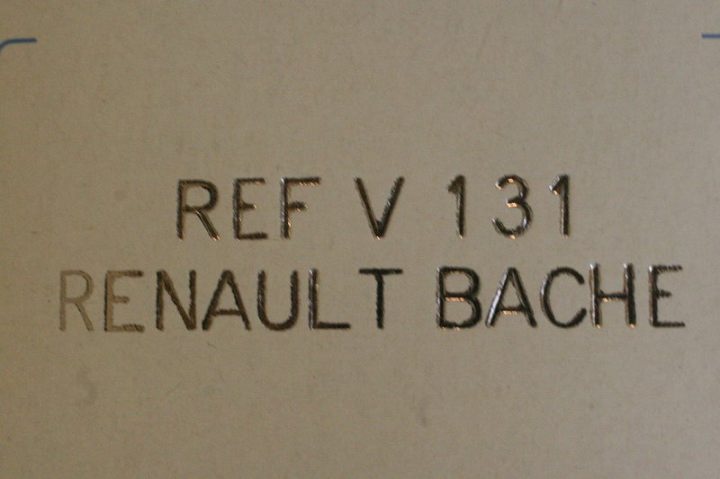 REF V 131
RENAULT BACHE